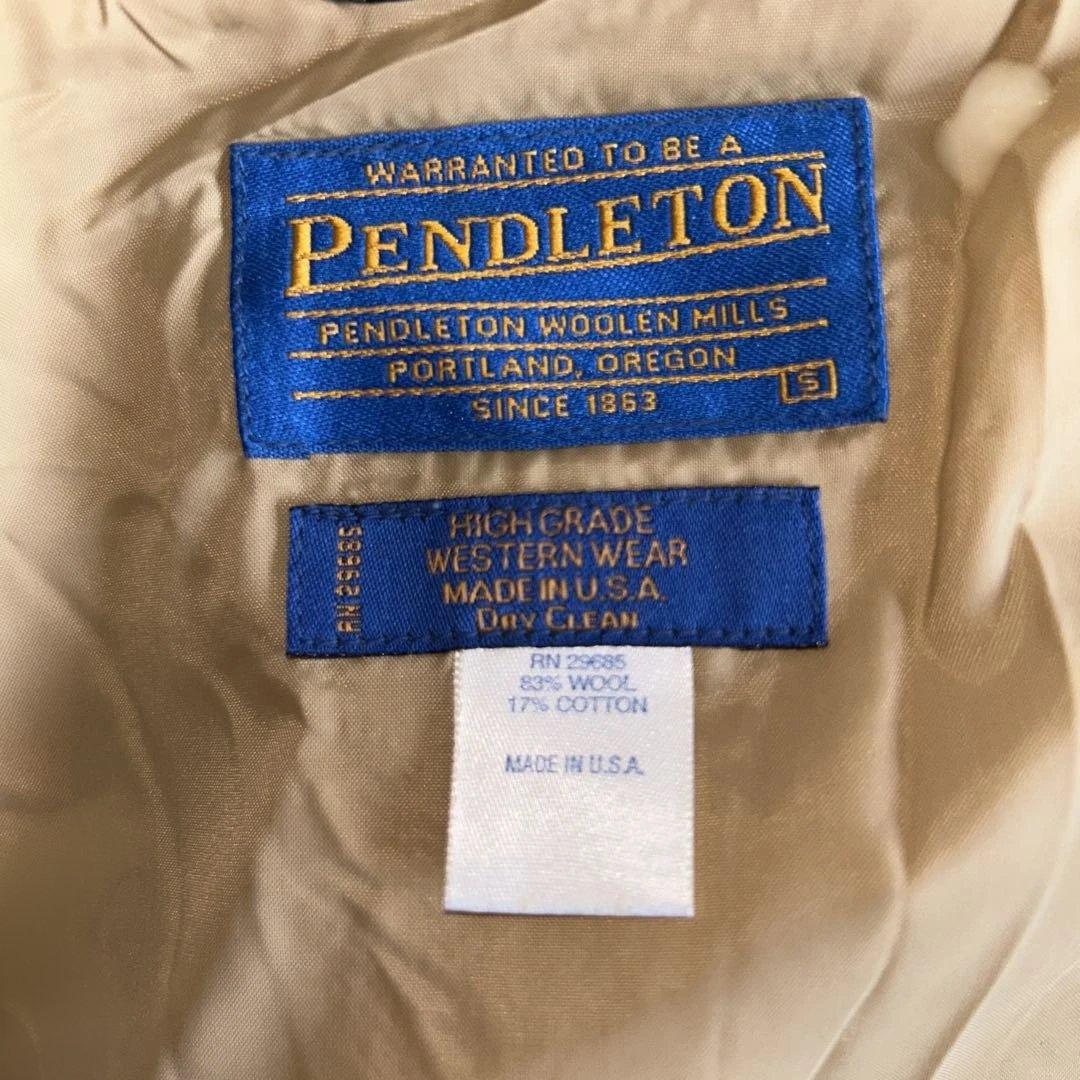 WARRANTED TO BE A
PENDLETON
PENDLETON WOOLEN MILLS
PORTLAND, OREGON
SINCE 1863
S
RN 29685
HIGH GRADE
WESTERN WEAR
MADE IN U.S.A.
DRY CLEAN
RN 29685
83% WOOL
17% COTTON
MADE IN U.S.A.